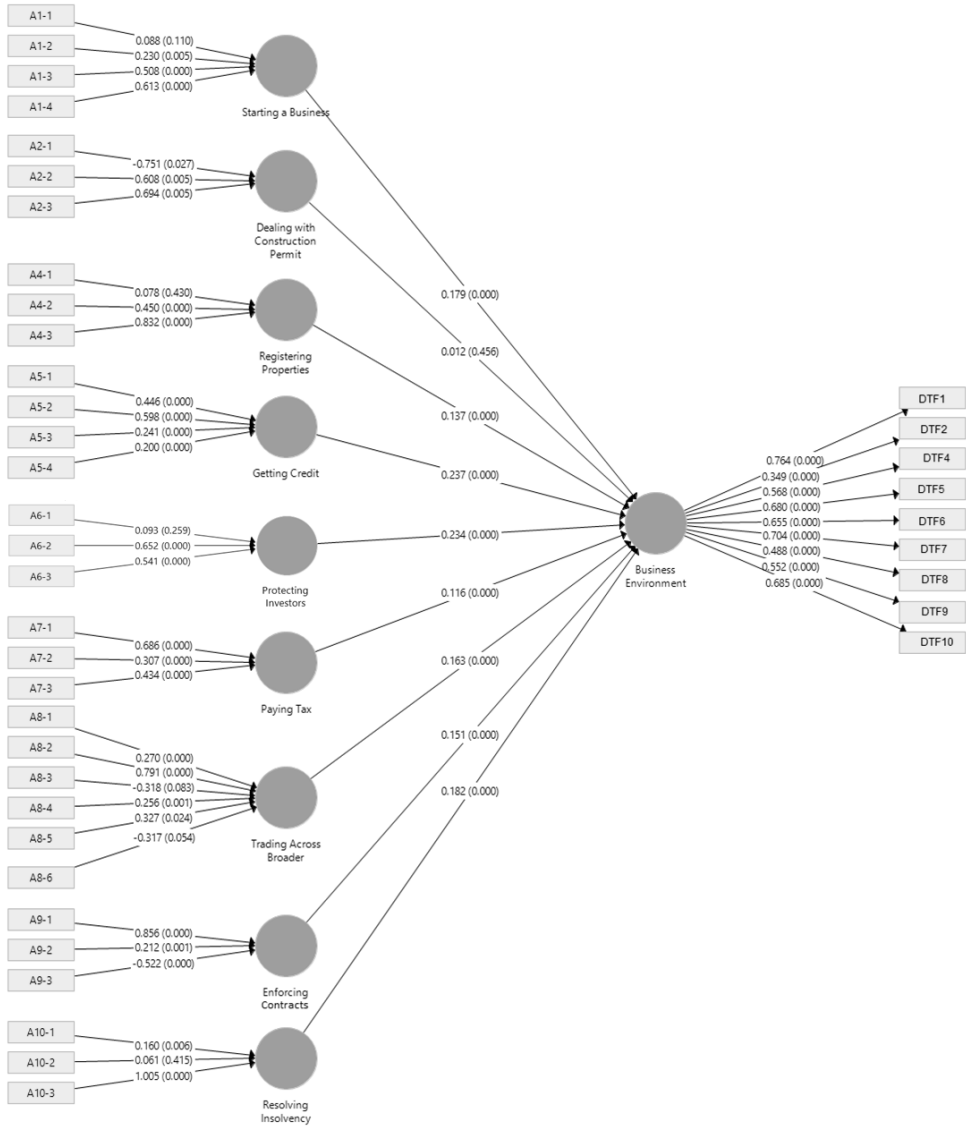 A1-1
A1-2
A1-3
A1-4
0.088 (0.110)
0.230 (0.005)
0.508 (0.000)
0.613 (0.000)
Starting a Business
A2-1
A2-2
A2-3
-0.751 (0.027)
0.608 (0.005)
0.694 (0.005)
Dealing with
Construction
Permit
A4-1
A4-2
A4-3
0.078 (0.430)
0.450 (0.000)
0.832 (0.000)
Registering
Properties
A5-1
A5-2
A5-3
A5-4
0.446 (0.000)
0.598 (0.000)
0.241 (0.000)
0.200 (0.000)
Getting Credit
A6-1
A6-2
A6-3
0.093 (0.259)
0.652 (0.000)
0.541 (0.000)
Protecting
Investors
A7-1
A7-2
A7-3
0.686 (0.000)
0.307 (0.000)
0.434 (0.000)
Paying Tax
A8-1
A8-2
A8-3
A8-4
A8-5
A8-6
0.270 (0.000)
0.791 (0.000)
-0.318 (0.083)
0.256 (0.001)
0.327 (0.024)
-0.317 (0.054)
Trading Across
Broader
A9-1
A9-2
A9-3
0.856 (0.000)
0.212 (0.001)
-0.522 (0.000)
Enforcing
Contracts
A10-1
A10-2
A10-3
0.160 (0.006)
0.061 (0.415)
1.005 (0.000)
Resolving
Insolvency
0.179 (0.000)
0.012 (0.456)
0.137 (0.000)
0.237 (0.000)
0.234 (0.000)
0.116 (0.000)
0.163 (0.000)
0.151 (0.000)
0.182 (0.000)
Business
Environment
0.764 (0.000)
0.349 (0.000)
0.568 (0.000)
0.680 (0.000)
0.655 (0.000)
0.704 (0.000)
0.488 (0.000)
0.552 (0.000)
0.685 (0.000)
DTF1
DTF2
DTF4
DTF5
DTF6
DTF7
DTF8
DTF9
DTF10